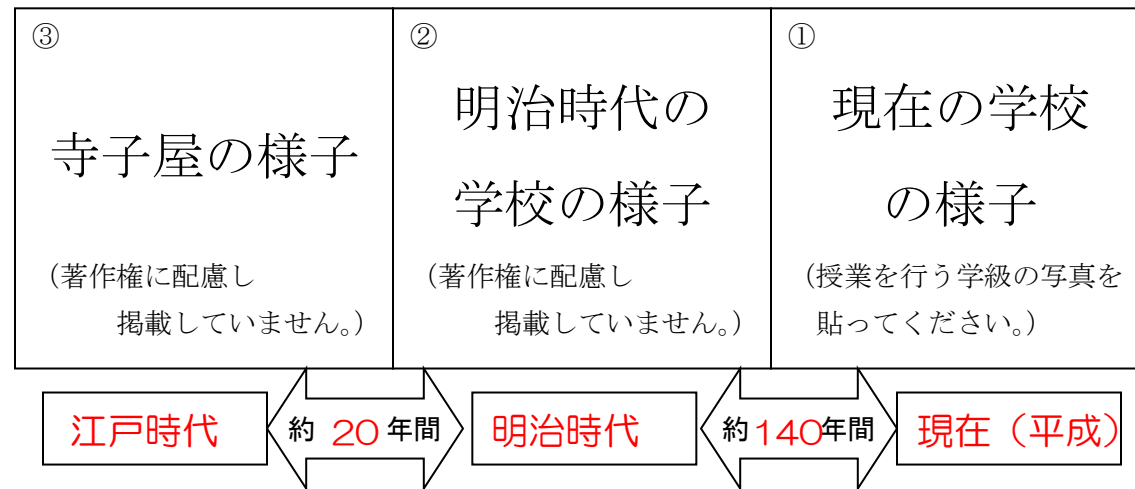 ③
寺子屋の様子
(著作権に配慮し
掲載していません。)
②
明治時代の
学校の様子
(著作権に配慮し
掲載していません。)
①
現在の学校
の様子
(授業を行う学級の写真を
貼ってください。)
江戸時代
約 20 年間
明治時代
約140年間
現在(平成)